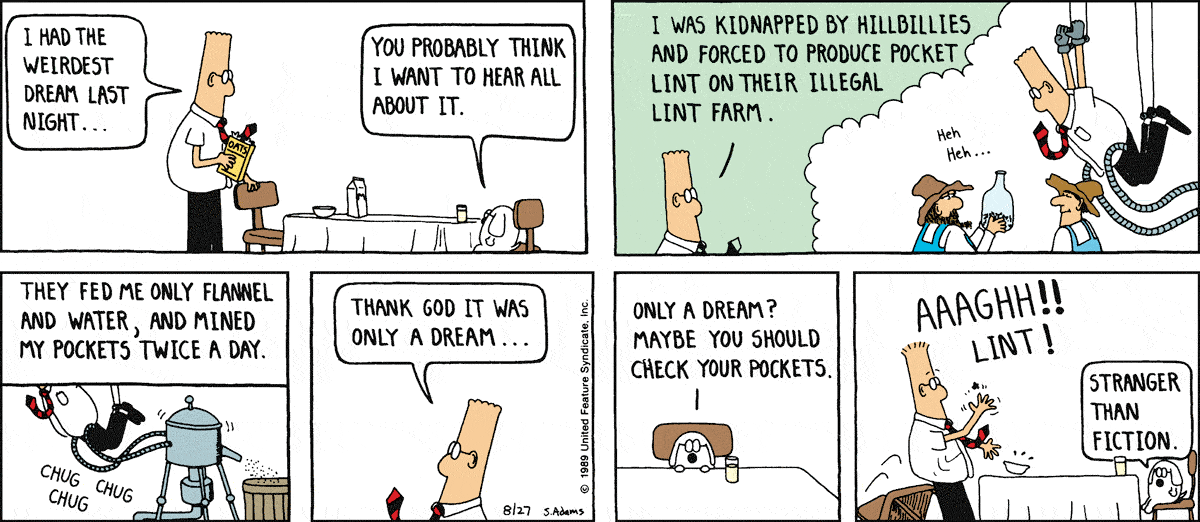 I HAD THE
WEIRDEST
DREAM LAST
NIGHT...
OATS
YOU PROBABLY THINK
I WANT TO HEAR ALL
ABOUT IT.
I WAS KIDNAPPED BY HILLBILLIES
AND FORCED TO PRODUCE POCKET
LINT ON THEIR ILLEGAL
LINT FARM.
Heh
Heh...
THEY FED ME ONLY FLANNEL
AND WATER, AND MINED
MY POCKETS TWICE A DAY.
CHUG
CHUG
CHUG
THANK GOD IT WAS
ONLY A DREAM...
8/27 S.Adams
© 1989 United Feature Syndicate, Inc.
ONLY A DREAM?
MAYBE YOU SHOULD
CHECK YOUR POCKETS.
AAAGHH!!
LINT!
STRANGER
THAN
FICTION.